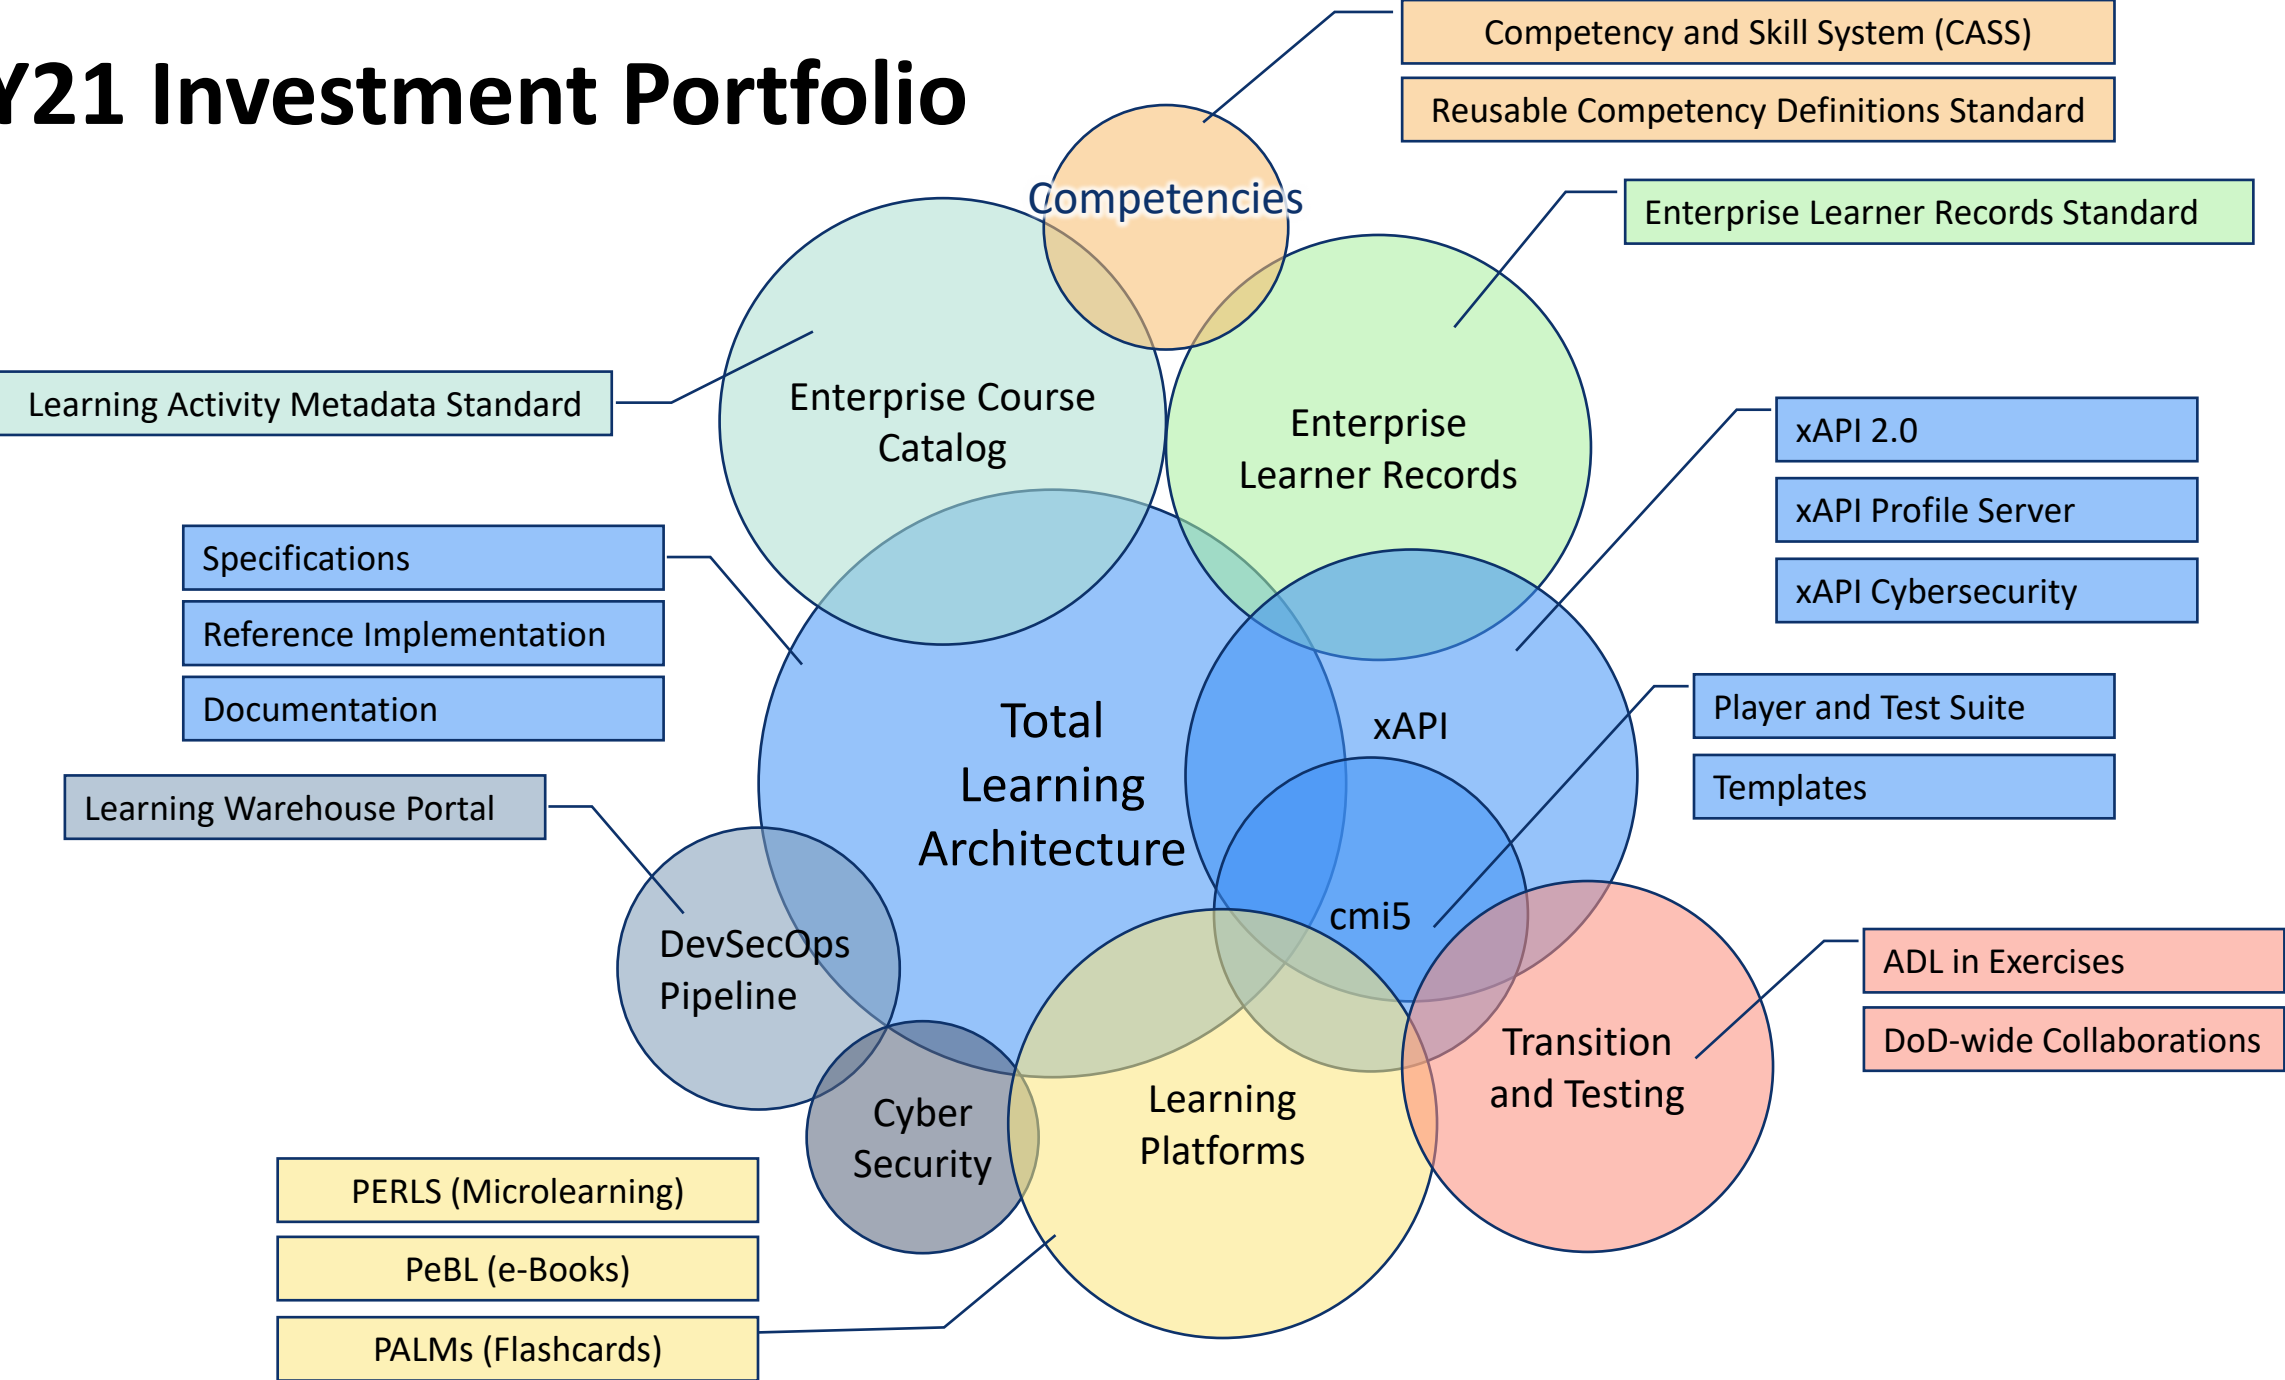 Y21 Investment Portfolio
Competency and Skill System (CASS)
Reusable Competency Definitions Standard
Competencies
Enterprise Learner Records Standard
Learning Activity Metadata Standard
Enterprise Course
Catalog
Enterprise
Learner Records
xAPI 2.0
xAPI Profile Server
xAPI Cybersecurity
Specifications
Reference Implementation
Documentation
Total
Learning
Architecture
xAPI
Player and Test Suite
Templates
Learning Warehouse Portal
cmi5
DevSecOps
Pipeline
ADL in Exercises
DoD-wide Collaborations
Transition
and Testing
Cyber
Security
Learning
Platforms
PERLS (Microlearning)
PeBL (e-Books)
PALMs (Flashcards)